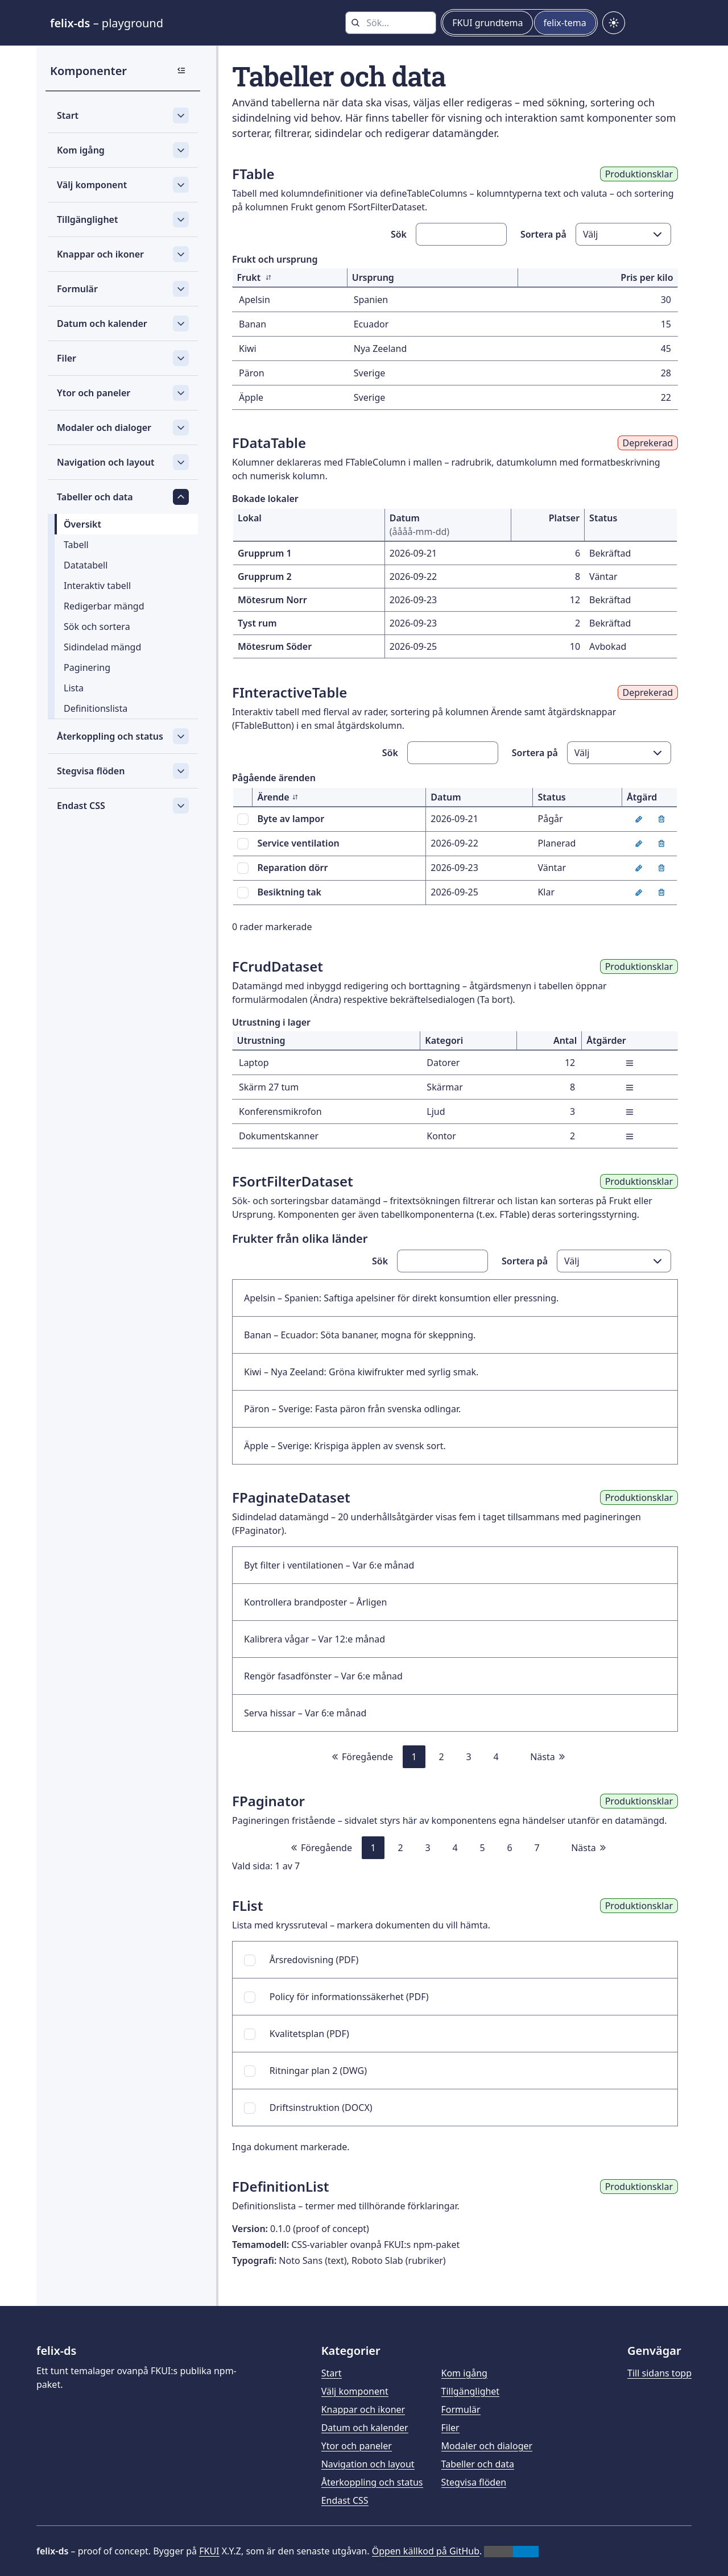 felix-ds – playground
Sök...
FKUI grundtema
felix-tema
Komponenter
Start
Kom igång
Välj komponent
Tillgänglighet
Knappar och ikoner
Formulär
Datum och kalender
Filer
Ytor och paneler
Modaler och dialoger
Navigation och layout
Tabeller och data
Översikt
Tabell
Datatabell
Interaktiv tabell
Redigerbar mängd
Sök och sortera
Sidindelad mängd
Paginering
Lista
Definitionslista
Återkoppling och status
Stegvisa flöden
Endast CSS
Tabeller och data
Använd tabellerna när data ska visas, väljas eller redigeras – med sökning, sortering och
sidindelning vid behov. Här finns tabeller för visning och interaktion samt komponenter som
sorterar, filtrerar, sidindelar och redigerar datamängder.
FTable Produktionsklar
Tabell med kolumndefinitioner via defineTableColumns – kolumntyperna text och valuta – och sortering
på kolumnen Frukt genom FSortFilterDataset.
Sök Sortera på Välj
Frukt och ursprung
Frukt Ursprung Pris per kilo
Apelsin Spanien 30
Banan Ecuador 15
Kiwi Nya Zeeland 45
Päron Sverige 28
Äpple Sverige 22
FDataTable Deprekerad
Kolumner deklareras med FTableColumn i mallen – radrubrik, datumkolumn med formatbeskrivning
och numerisk kolumn.
Bokade lokaler
Lokal Datum Platser Status
(åååå-mm-dd)
Grupprum 1 2026-09-21 6 Bekräftad
Grupprum 2 2026-09-22 8 Väntar
Mötesrum Norr 2026-09-23 12 Bekräftad
Tyst rum 2026-09-23 2 Bekräftad
Mötesrum Söder 2026-09-25 10 Avbokad
FInteractiveTable Deprekerad
Interaktiv tabell med flerval av rader, sortering på kolumnen Ärende samt åtgärdsknappar
(FTableButton) i en smal åtgärdskolumn.
Sök Sortera på Välj
Pågående ärenden
Ärende Datum Status Åtgärd
Byte av lampor 2026-09-21 Pågår
Service ventilation 2026-09-22 Planerad
Reparation dörr 2026-09-23 Väntar
Besiktning tak 2026-09-25 Klar
0 rader markerade
FCrudDataset Produktionsklar
Datamängd med inbyggd redigering och borttagning – åtgärdsmenyn i tabellen öppnar
formulärmodalen (Ändra) respektive bekräftelsedialogen (Ta bort).
Utrustning i lager
Utrustning Kategori Antal Åtgärder
Laptop Datorer 12
Skärm 27 tum Skärmar 8
Konferensmikrofon Ljud 3
Dokumentskanner Kontor 2
FSortFilterDataset Produktionsklar
Sök- och sorteringsbar datamängd – fritextsökningen filtrerar och listan kan sorteras på Frukt eller
Ursprung. Komponenten ger även tabellkomponenterna (t.ex. FTable) deras sorteringsstyrning.
Frukter från olika länder
Sök Sortera på Välj
Apelsin – Spanien: Saftiga apelsiner för direkt konsumtion eller pressning.
Banan – Ecuador: Söta bananer, mogna för skeppning.
Kiwi – Nya Zeeland: Gröna kiwifrukter med syrlig smak.
Päron – Sverige: Fasta päron från svenska odlingar.
Äpple – Sverige: Krispiga äpplen av svensk sort.
FPaginateDataset Produktionsklar
Sidindelad datamängd – 20 underhållsåtgärder visas fem i taget tillsammans med pagineringen
(FPaginator).
Byt filter i ventilationen – Var 6:e månad
Kontrollera brandposter – Årligen
Kalibrera vågar – Var 12:e månad
Rengör fasadfönster – Var 6:e månad
Serva hissar – Var 6:e månad
Föregående 1 2 3 4 Nästa
FPaginator Produktionsklar
Pagineringen fristående – sidvalet styrs här av komponentens egna händelser utanför en datamängd.
Föregående 1 2 3 4 5 6 7 Nästa
Vald sida: 1 av 7
FList Produktionsklar
Lista med kryssruteval – markera dokumenten du vill hämta.
Årsredovisning (PDF)
Policy för informationssäkerhet (PDF)
Kvalitetsplan (PDF)
Ritningar plan 2 (DWG)
Driftsinstruktion (DOCX)
Inga dokument markerade.
FDefinitionList Produktionsklar
Definitionslista – termer med tillhörande förklaringar.
Version: 0.1.0 (proof of concept)
Temamodell: CSS-variabler ovanpå FKUI:s npm-paket
Typografi: Noto Sans (text), Roboto Slab (rubriker)
felix-ds
Ett tunt temalager ovanpå FKUI:s publika npm-
paket.
Kategorier
Start Kom igång
Välj komponent Tillgänglighet
Knappar och ikoner Formulär
Datum och kalender Filer
Ytor och paneler Modaler och dialoger
Navigation och layout Tabeller och data
Återkoppling och status Stegvisa flöden
Endast CSS
Genvägar
Till sidans topp
felix-ds – proof of concept. Bygger på FKUI X.Y.Z, som är den senaste utgåvan. Öppen källkod på GitHub.